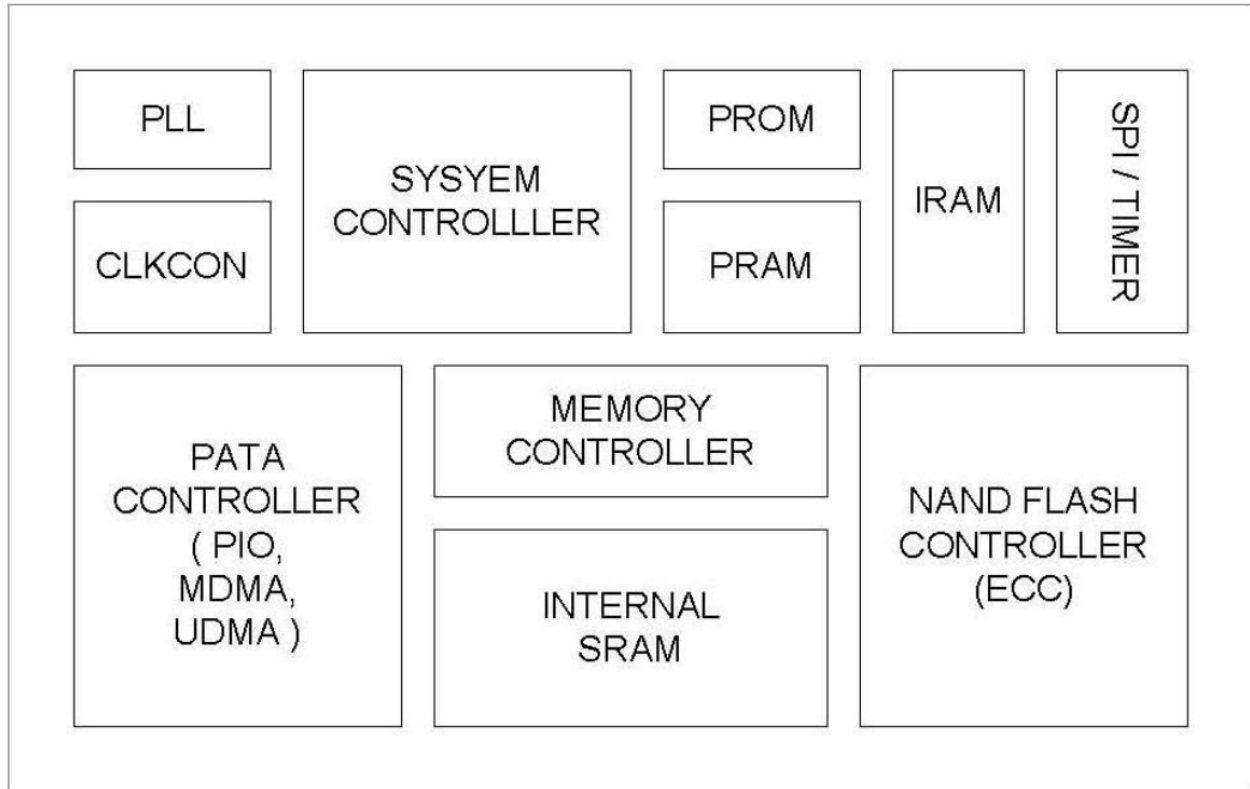 PLL
CLKCON
SYSYEM
CONTROLLLER
PROM
PRAM
IRAM
SPI / TIMER
PATA
CONTROLLER
( PIO,
MDMA,
UDMA )
MEMORY
CONTROLLER
INTERNAL
SRAM
NAND FLASH
CONTROLLER
(ECC)